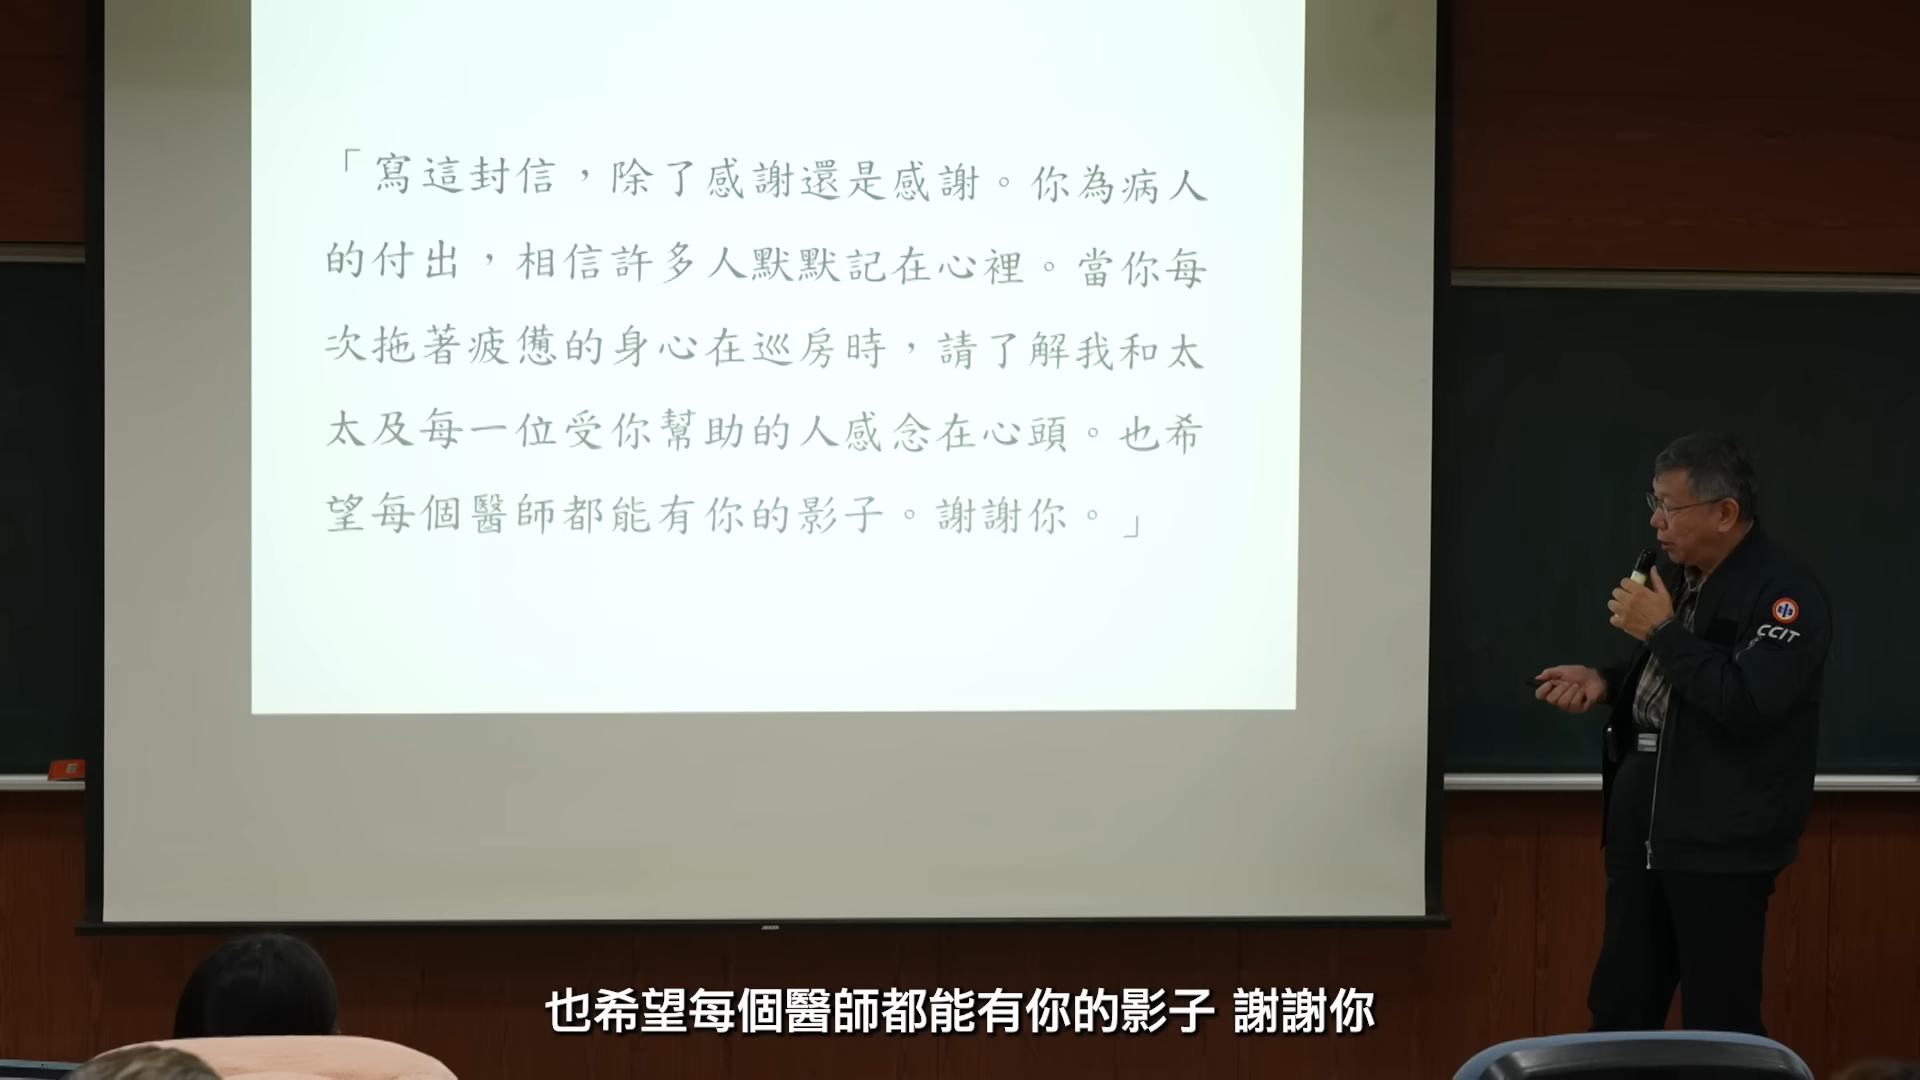 「寫這封信，除了感謝還是感謝。你為病人
的付出，相信許多人默默記在心裡。當你每
次拖著疲憊的身心在巡房時，請了解我和太
太及每一位受你幫助的人感念在心頭。也希
望每個醫師都能有你的影子。謝謝你。」
CCIT
也希望每個醫師都能有你的影子 謝謝你